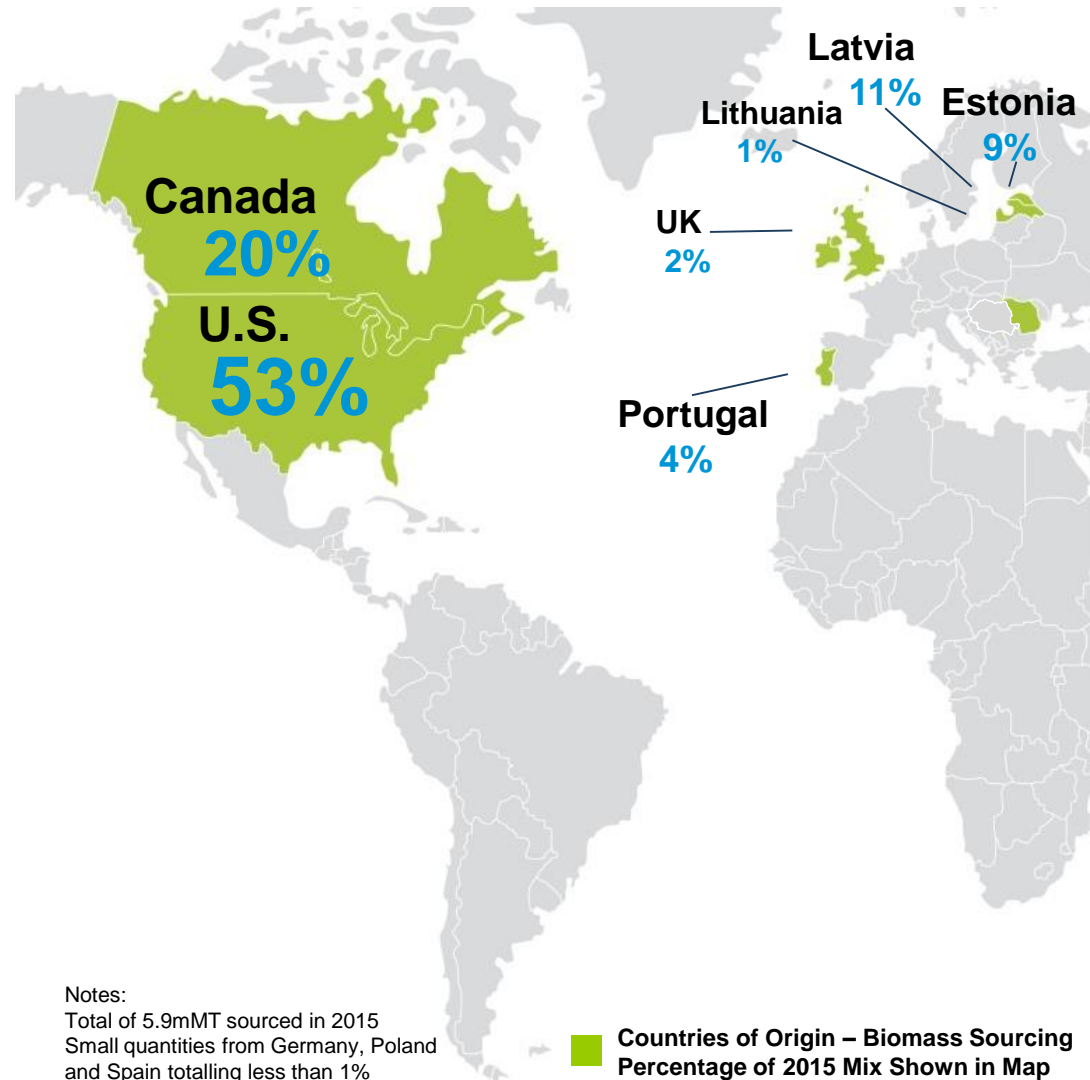 Latvia
11%
Estonia
9%
Lithuania
1%
Canada
20%
UK
2%
U.S.
53%
Portugal
4%
Notes:
Total of 5.9mMT sourced in 2015
Small quantities from Germany, Poland
and Spain totalling less than 1%
Countries of Origin – Biomass Sourcing
Percentage of 2015 Mix Shown in Map